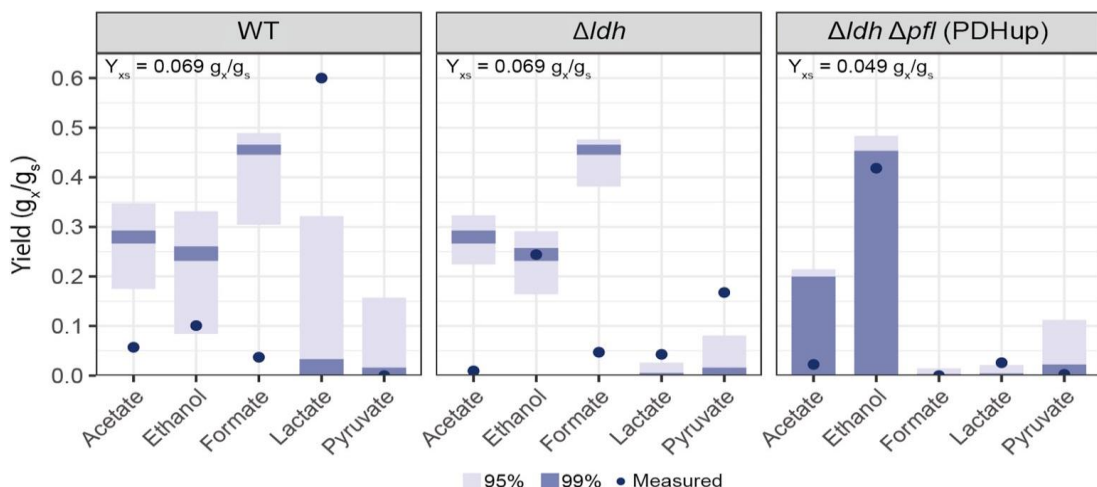 WT
Δldh
Δldh Δpfl (PDHup)
Yxs = 0.069 gx/gs
Yxs = 0.069 gx/gs
Yxs = 0.049 gx/gs
Yield (gx/gs)
0.6
0.5
0.4
0.3
0.2
0.1
0.0
Acetate
Ethanol
Formate
Lactate
Pyruvate
Acetate
Ethanol
Formate
Lactate
Pyruvate
Acetate
Ethanol
Formate
Lactate
Pyruvate
95% 99% Measured